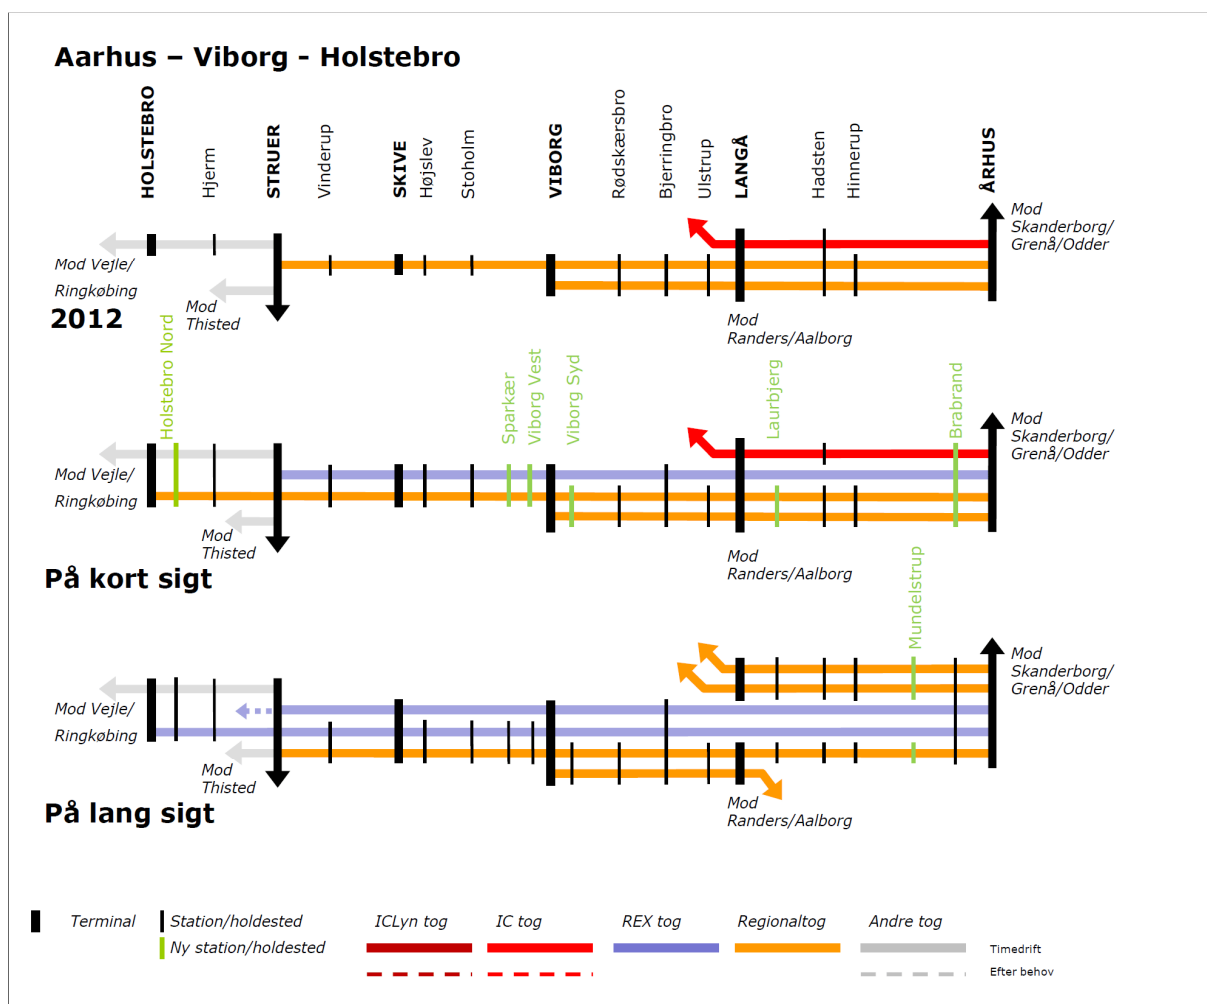 Aarhus – Viborg - Holstebro
HOLSTEBRO
Hjerm
STRUER
Vinderup
SKIVE
Højslev
Stoholm
VIBORG
Rødskærsbro
Bjerringbro
Ulstrup
LANGÅ
Hadsten
Hinnerup
ÅRHUS
Mod
Skanderborg/
Grenå/Odder
Mod Vejle/
Ringkøbing
Mod
Thisted
2012
Mod
Randers/Aalborg
Holstebro Nord
Sparkær
Viborg Vest
Viborg Syd
Laurbjerg
Brabrand
Mod
Skanderborg/
Grenå/Odder
Mod Vejle/
Ringkøbing
Mod
Thisted
Mod
Randers/Aalborg
På kort sigt
Mundelstrup
Mod
Skanderborg/
Grenå/Odder
Mod Vejle/
Ringkøbing
Mod
Thisted
Mod
Randers/Aalborg
På lang sigt
Terminal
Station/holdested
Ny station/holdested
ICLyn tog
IC tog
REX tog
Regionaltog
Andre tog
Timedrift
Efter behov